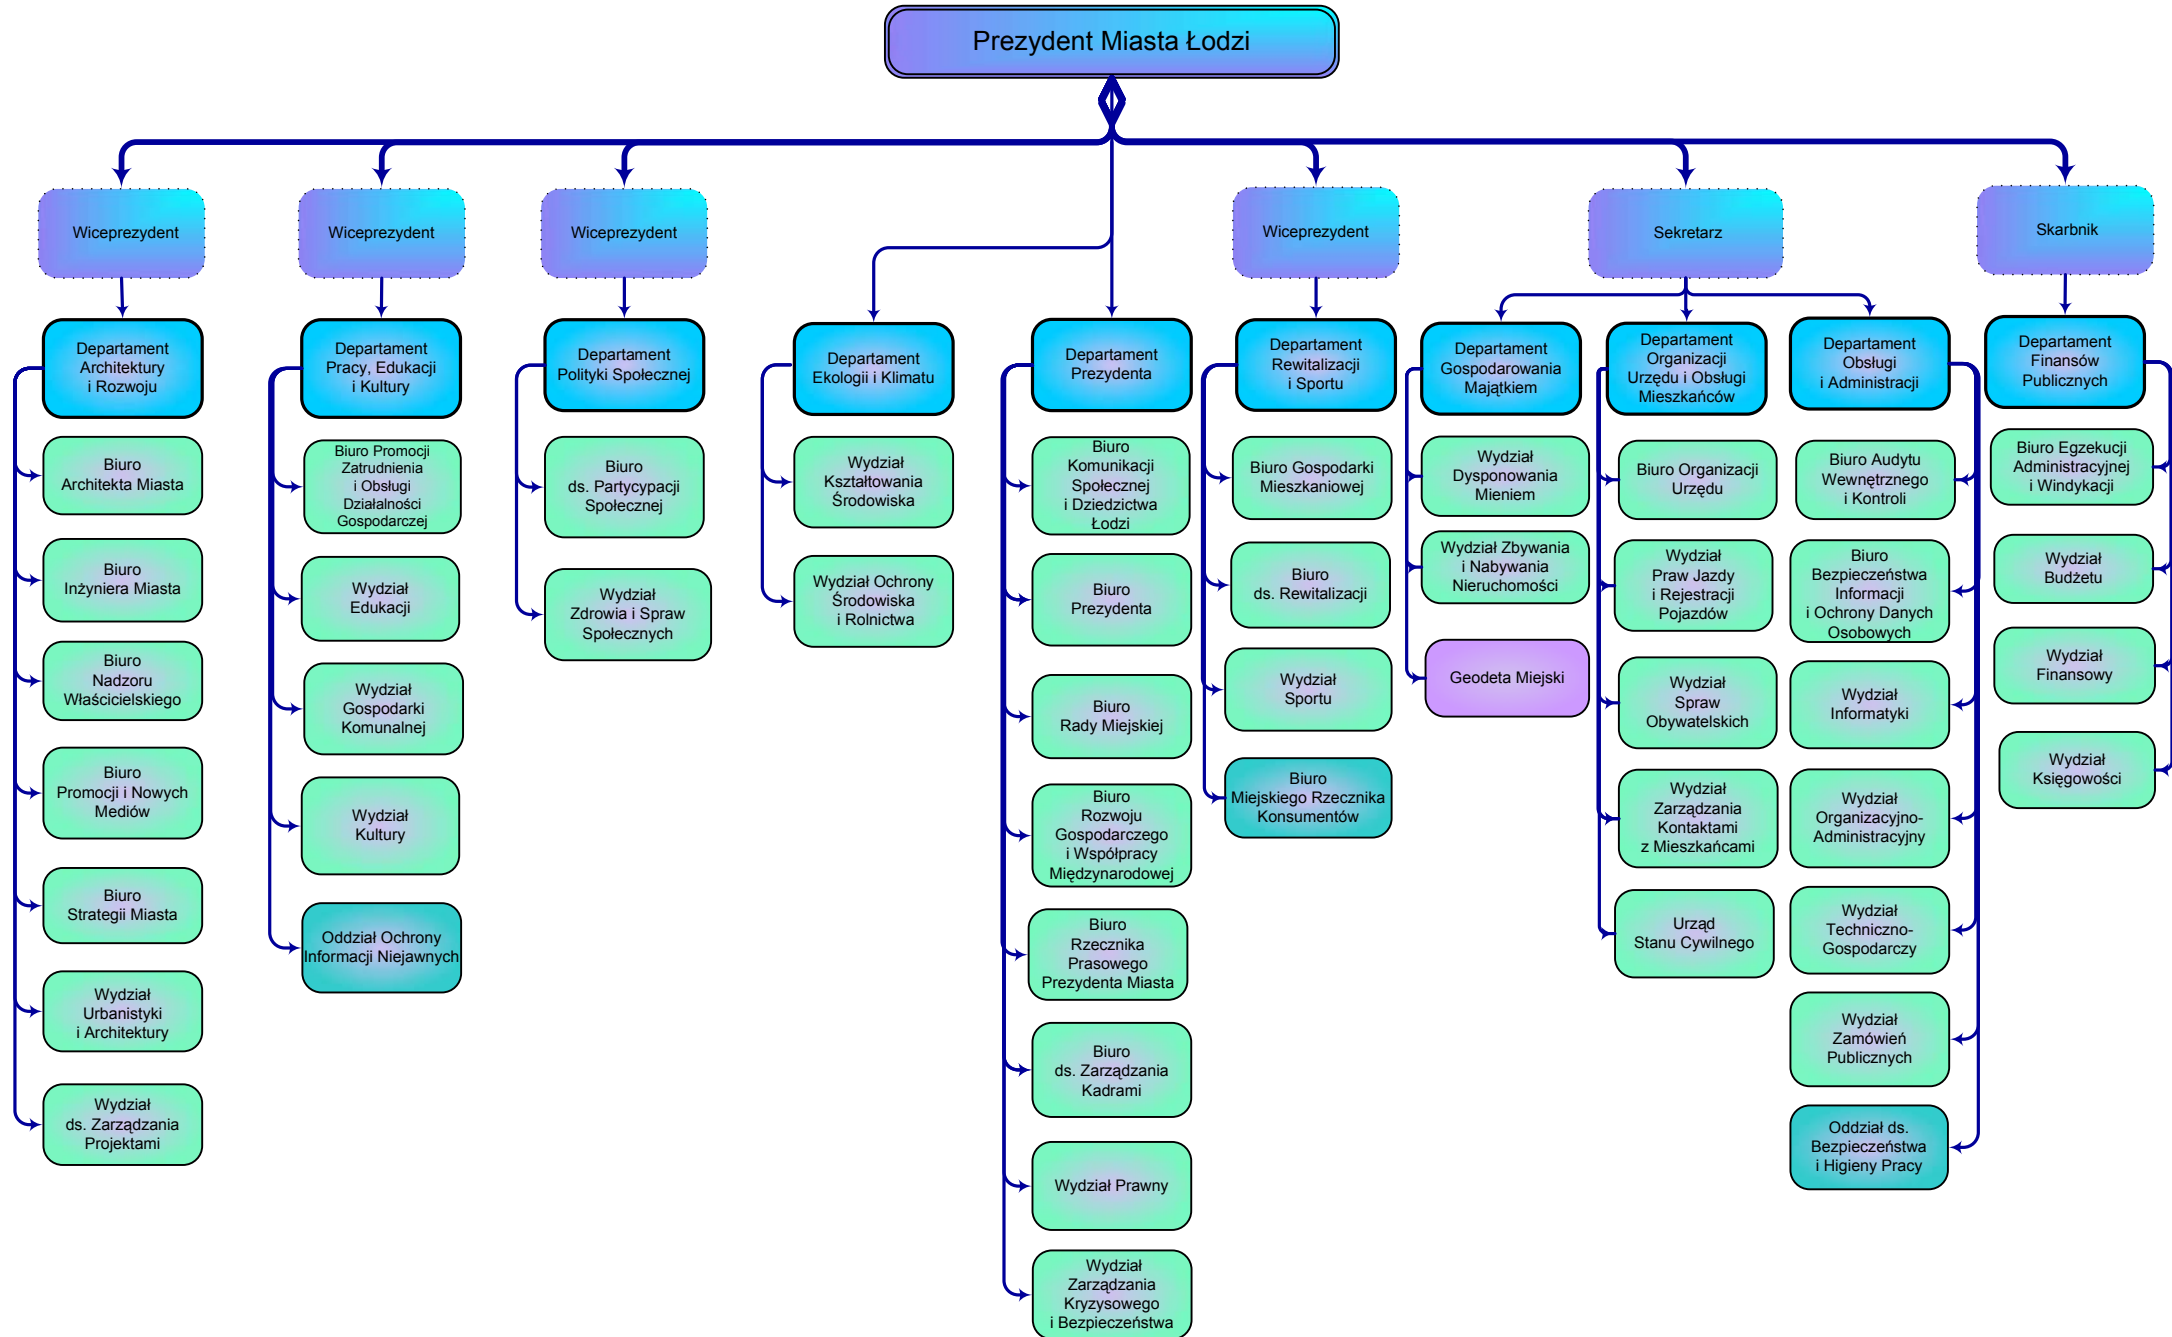 Prezydent Miasta Łodzi
Wiceprezydent
Wiceprezydent
Wiceprezydent
Wiceprezydent
Sekretarz
Skarbnik
Departament
Architektury
i Rozwoju
Biuro
Architekta Miasta
Biuro
Inżyniera Miasta
Biuro
Nadzoru
Właścicielskiego
Biuro
Promocji i Nowych
Mediów
Biuro
Strategii Miasta
Wydział
Urbanistyki
i Architektury
Wydział
ds. Zarządzania
Projektami
Departament
Pracy, Edukacji
i Kultury
Biuro Promocji
Zatrudnienia
i Obsługi
Działalności
Gospodarczej
Wydział
Edukacji
Wydział
Gospodarki
Komunalnej
Wydział
Kultury
Oddział Ochrony
Informacji Niejawnych
Departament
Polityki Społecznej
Biuro
ds. Partycypacji
Społecznej
Wydział
Zdrowia i Spraw
Społecznych
Departament
Ekologii i Klimatu
Wydział
Kształtowania
Środowiska
Wydział Ochrony
Środowiska
i Rolnictwa
Departament
Prezydenta
Biuro
Komunikacji
Społecznej
i Dziedzictwa
Łodzi
Biuro
Prezydenta
Biuro
Rady Miejskiej
Biuro
Rozwoju
Gospodarczego
i Współpracy
Międzynarodowej
Biuro
Rzecznika
Prasowego
Prezydenta Miasta
Biuro
ds. Zarządzania
Kadrami
Wydział Prawny
Wydział
Zarządzania
Kryzysowego
i Bezpieczeństwa
Departament
Rewitalizacji
i Sportu
Biuro Gospodarki
Mieszkaniowej
Biuro
ds. Rewitalizacji
Wydział
Sportu
Biuro
Miejskiego Rzecznika
Konsumentów
Departament
Gospodarowania
Majątkiem
Wydział
Dysponowania
Mieniem
Wydział Zbywania
i Nabywania
Nieruchomości
Geodeta Miejski
Departament
Organizacji
Urzędu i Obsługi
Mieszkańców
Biuro Organizacji
Urzędu
Wydział
Praw Jazdy
i Rejestracji
Pojazdów
Wydział
Spraw
Obywatelskich
Wydział
Zarządzania
Kontaktami
z Mieszkańcami
Urząd
Stanu Cywilnego
Departament
Obsługi
i Administracji
Biuro Audytu
Wewnętrznego
i Kontroli
Biuro
Bezpieczeństwa
Informacji
i Ochrony Danych
Osobowych
Wydział
Informatyki
Wydział
Organizacyjno-
Administracyjny
Wydział
Techniczno-
Gospodarczy
Wydział
Zamówień
Publicznych
Oddział ds.
Bezpieczeństwa
i Higieny Pracy
Departament
Finansów
Publicznych
Biuro Egzekucji
Administracyjnej
i Windykacji
Wydział
Budżetu
Wydział
Finansowy
Wydział
Księgowości